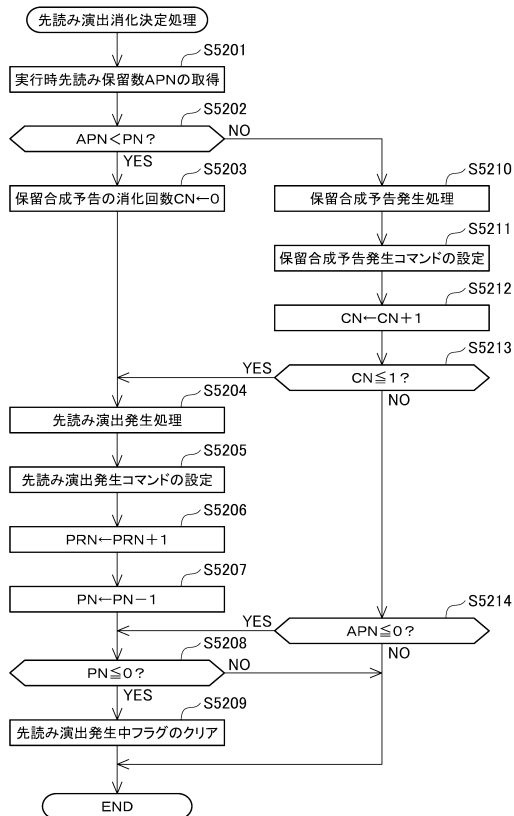 先読み演出消化決定処理
S5201
実行時先読み保留数APNの取得
S5202
APN<PN?
NO
YES
S5203
保留合成予告の消化回数CN←0
S5210
保留合成予告発生処理
S5211
保留合成予告発生コマンドの設定
S5212
CN←CN+1
S5213
CN≦1?
YES
NO
S5204
先読み演出発生処理
S5205
先読み演出発生コマンドの設定
S5206
PRN←PRN+1
S5207
PN←PN-1
S5214
APN≦0?
YES
NO
S5208
PN≦0?
NO
YES
S5209
先読み演出発生中フラグのクリア
END